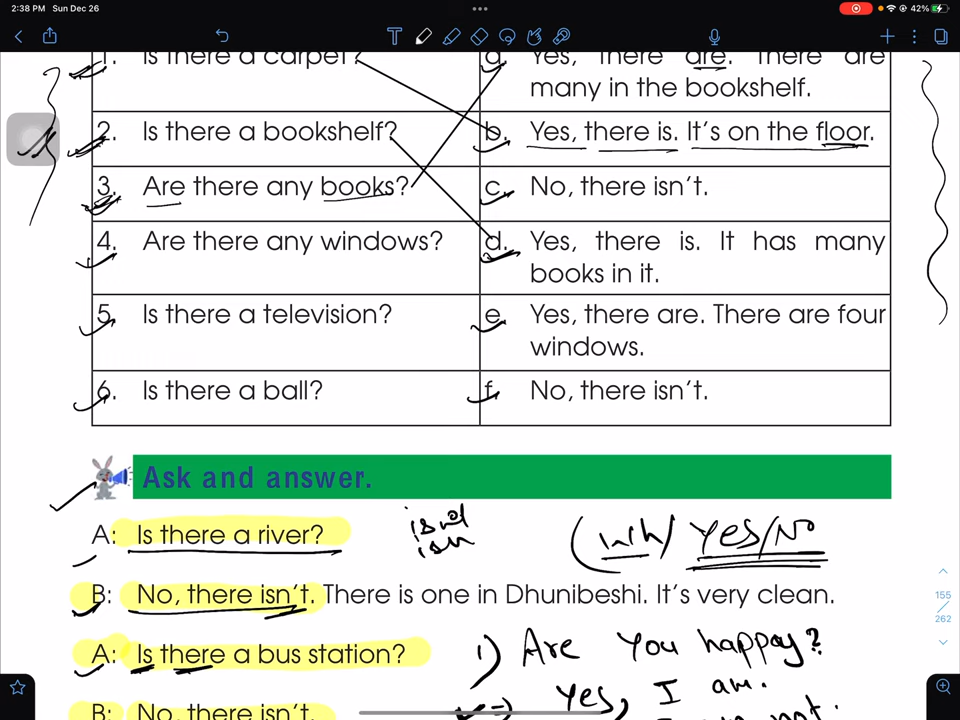 2:38 PM Sun Dec 26
42%
1. Is there a carpet?
a. Yes, there are. There are
many in the bookshelf.
2. Is there a bookshelf?
b. Yes, there is. It's on the floor.
3. Are there any books?
c. No, there isn't.
4. Are there any windows?
d. Yes, there is. It has many
books in it.
5. Is there a television?
e. Yes, there are. There are four
windows.
6. Is there a ball?
f. No, there isn't.
Ask and answer.
A: Is there a river?
is not
isn
(Wh) Yes/No
B: No, there isn't. There is one in Dhunibeshi. It's very clean.
155
262
A: Is there a bus station?
1) Are You happy?
Yes, I am.
B: No, there isn't.
not.